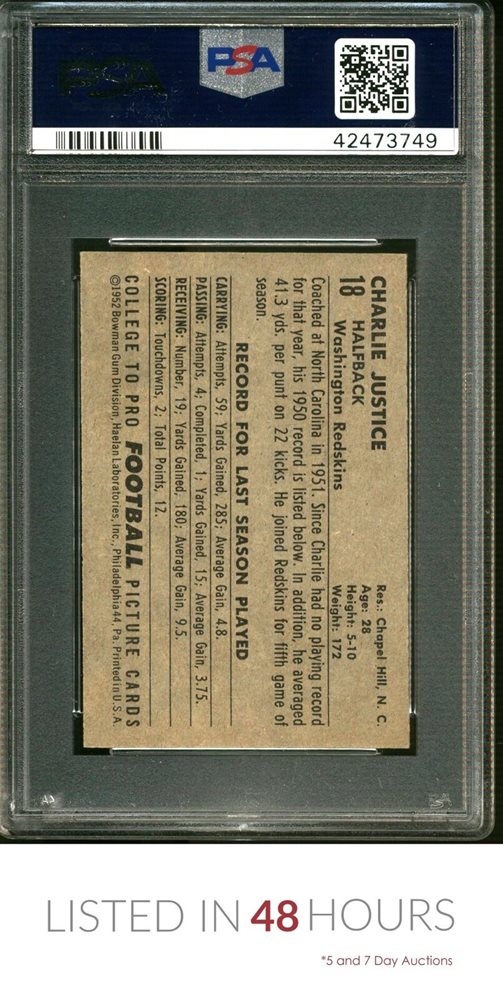 PSA
42473749
CHARLIE JUSTICE
18 HALFBACK
Washington Redskins
Res.: Chapel Hill, N. C.
Age: 28
Height: 5-10
Weight: 172
Coached at North Carolina in 1951. Since Charlie had no playing record
for that year, his 1950 record is listed below. In addition, he averaged
41.3 yds. per punt on 22 kicks. He joined Redskins for fifth game of
season.
RECORD FOR LAST SEASON PLAYED
CARRYING: Attempts, 59; Yards Gained, 285; Average Gain, 4.8.
PASSING: Attempts, 4; Completed, 1; Yards Gained, 15; Average Gain, 3.75.
RECEIVING: Number, 19; Yards Gained, 180; Average Gain, 9.5.
SCORING: Touchdowns, 2; Total Points, 12.
COLLEGE TO PRO FOOTBALL PICTURE CARDS
©1952 Bowman Gum Division, Haelan Laboratories, Inc., Philadelphia 44, Pa. Printed in U.S.A.
LISTED IN 48 HOURS
*5 and 7 Day Auctions